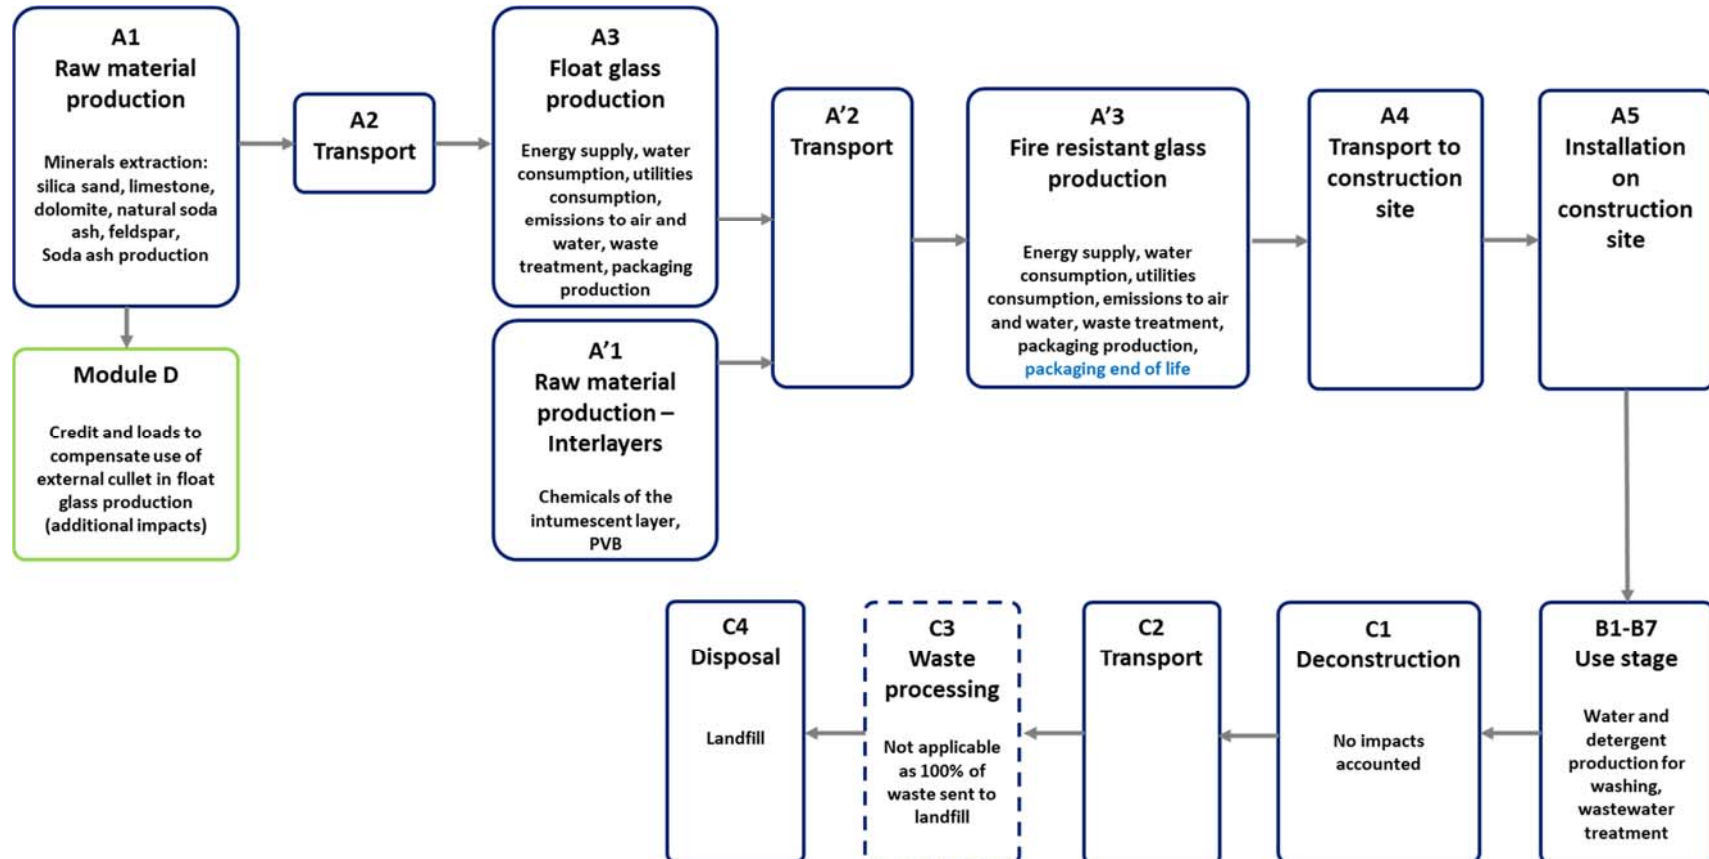 A1
Raw material
production
Minerals extraction:
silica sand, limestone,
dolomite, natural soda
ash, feldspar,
Soda ash production
A2
Transport
A3
Float glass
production
Energy supply, water
consumption, utilities
consumption,
emissions to air and
water, waste
treatment, packaging
production
A'2
Transport
A'3
Fire resistant glass
production
Energy supply, water
consumption, utilities
consumption, emissions to air
and water, waste treatment,
packaging production,
packaging end of life
A4
Transport to
construction
site
A5
Installation
on
construction
site
Module D
Credit and loads to
compensate use of
external cullet in float
glass production
(additional impacts)
A'1
Raw material
production –
Interlayers
Chemicals of the
intumescent layer,
PVB
C4
Disposal
Landfill
C3
Waste
processing
Not applicable
as 100% of
waste sent to
landfill
C2
Transport
C1
Deconstruction
No impacts
accounted
B1-B7
Use stage
Water and
detergent
production for
washing,
wastewater
treatment